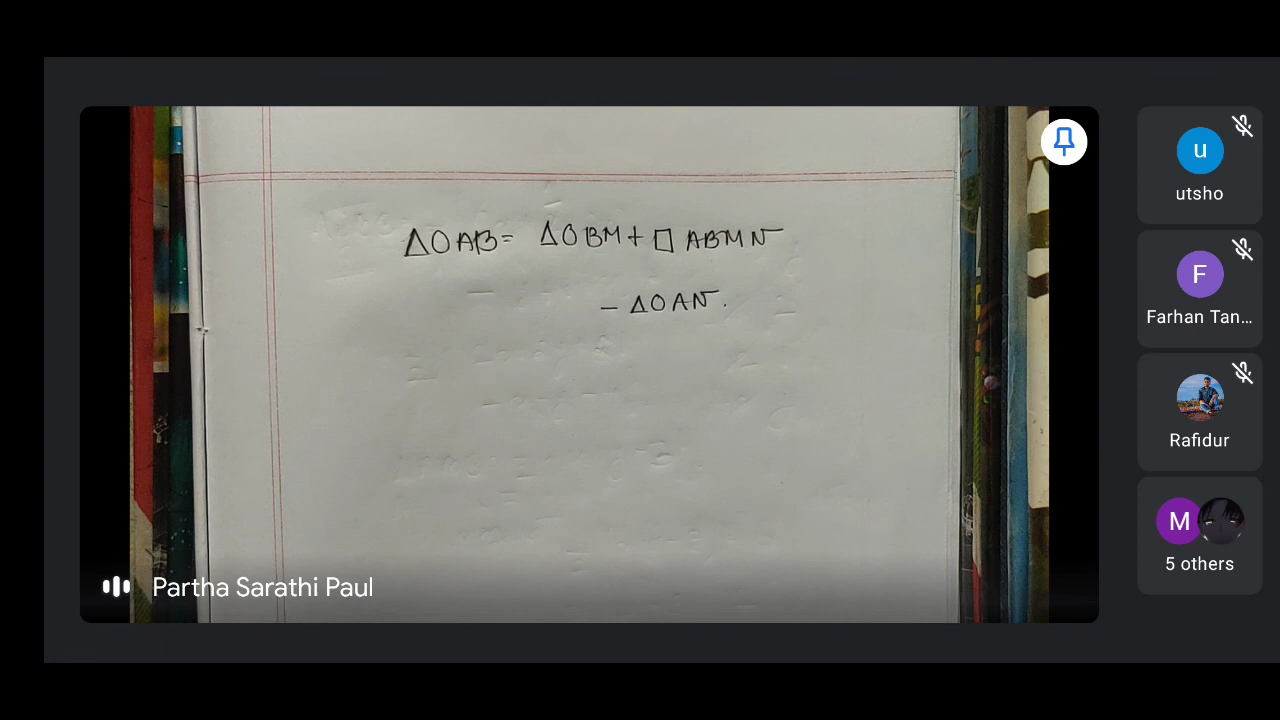 ΔOAB = ΔOBM + □ ABMN
– ΔOAN.
Partha Sarathi Paul
u
utsho
F
Farhan Tan...
Rafidur
M
5 others